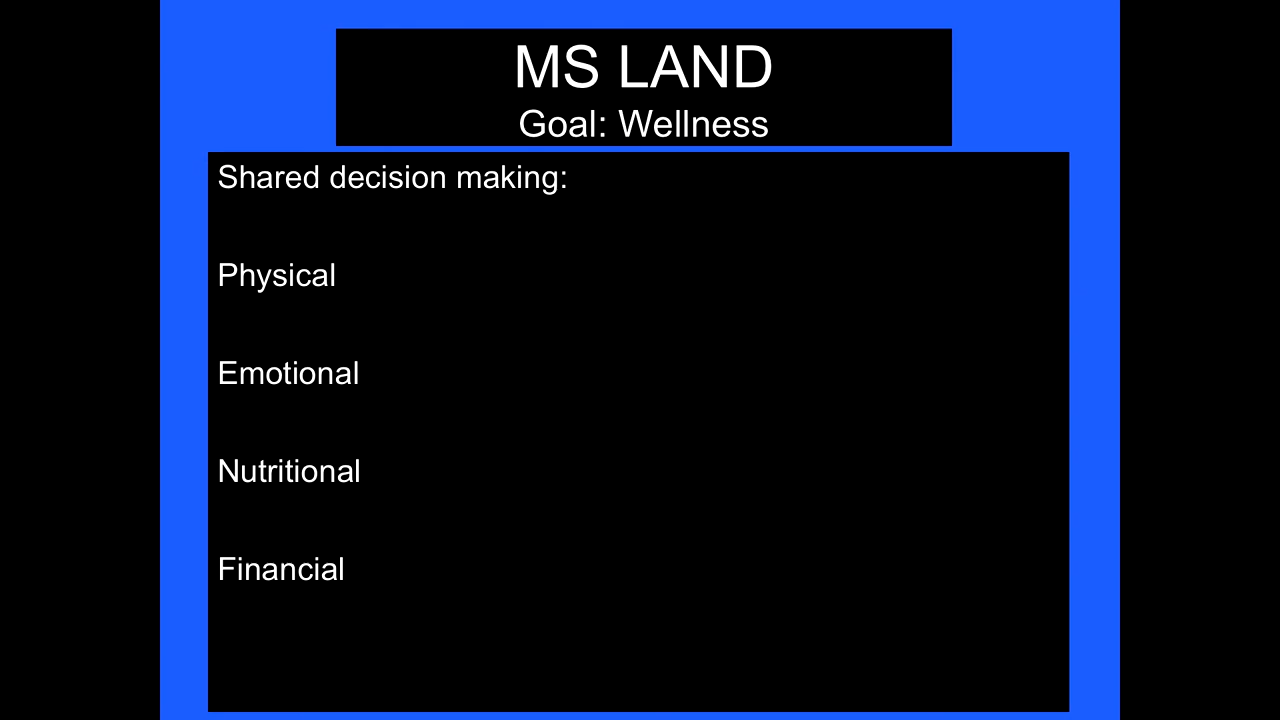 MS LAND
Goal: Wellness
Shared decision making:
Physical
Emotional
Nutritional
Financial